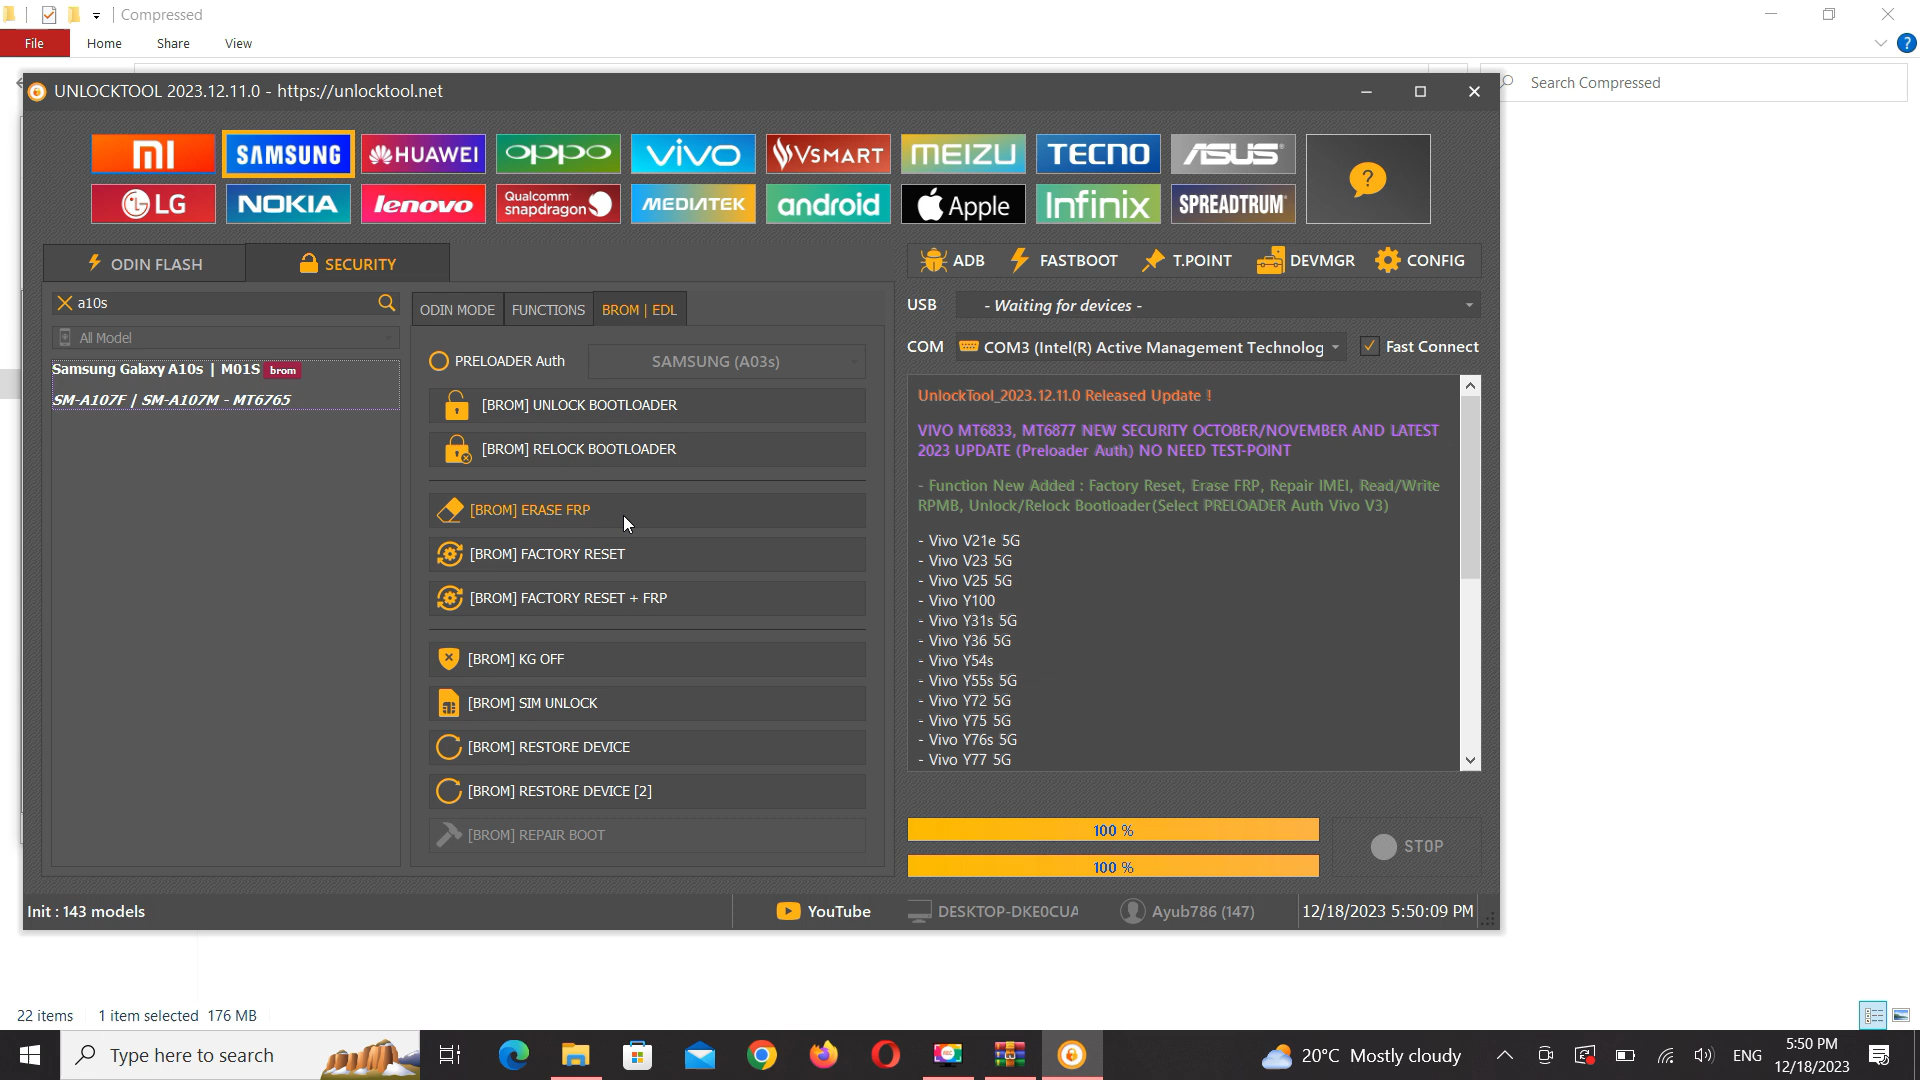 Compressed
File
Home
Share
View
?
Search Compressed
UNLOCKTOOL 2023.12.11.0 - https://unlocktool.net
mi
SAMSUNG
HUAWEI
oppo
vivo
VSMART
MEIZU
TECNO
ASUS
?
LG
NOKIA
lenovo
Qualcomm
snapdragon
MEDIATEK
android
Apple
Infinix
SPREADTRUM
ODIN FLASH
SECURITY
ADB
FASTBOOT
T.POINT
DEVMGR
CONFIG
a10s
All Model
Samsung Galaxy A10s | M01S brom
SM-A107F / SM-A107M - MT6765
ODIN MODE
FUNCTIONS
BROM | EDL
PRELOADER Auth
SAMSUNG (A03s)
[BROM] UNLOCK BOOTLOADER
[BROM] RELOCK BOOTLOADER
[BROM] ERASE FRP
[BROM] FACTORY RESET
[BROM] FACTORY RESET + FRP
[BROM] KG OFF
[BROM] SIM UNLOCK
[BROM] RESTORE DEVICE
[BROM] RESTORE DEVICE [2]
[BROM] REPAIR BOOT
USB
- Waiting for devices -
COM
COM3 (Intel(R) Active Management Technolog
Fast Connect
UnlockTool_2023.12.11.0 Released Update !
VIVO MT6833, MT6877 NEW SECURITY OCTOBER/NOVEMBER AND LATEST
2023 UPDATE (Preloader Auth) NO NEED TEST-POINT
- Function New Added : Factory Reset, Erase FRP, Repair IMEI, Read/Write
RPMB, Unlock/Relock Bootloader(Select PRELOADER Auth Vivo V3)
- Vivo V21e 5G
- Vivo V23 5G
- Vivo V25 5G
- Vivo Y100
- Vivo Y31s 5G
- Vivo Y36 5G
- Vivo Y54s
- Vivo Y55s 5G
- Vivo Y72 5G
- Vivo Y75 5G
- Vivo Y76s 5G
- Vivo Y77 5G
100 %
100 %
STOP
Init : 143 models
YouTube
DESKTOP-DKE0CUA
Ayub786 (147)
12/18/2023 5:50:09 PM
22 items
1 item selected 176 MB
Type here to search
20°C Mostly cloudy
ENG
5:50 PM
12/18/2023